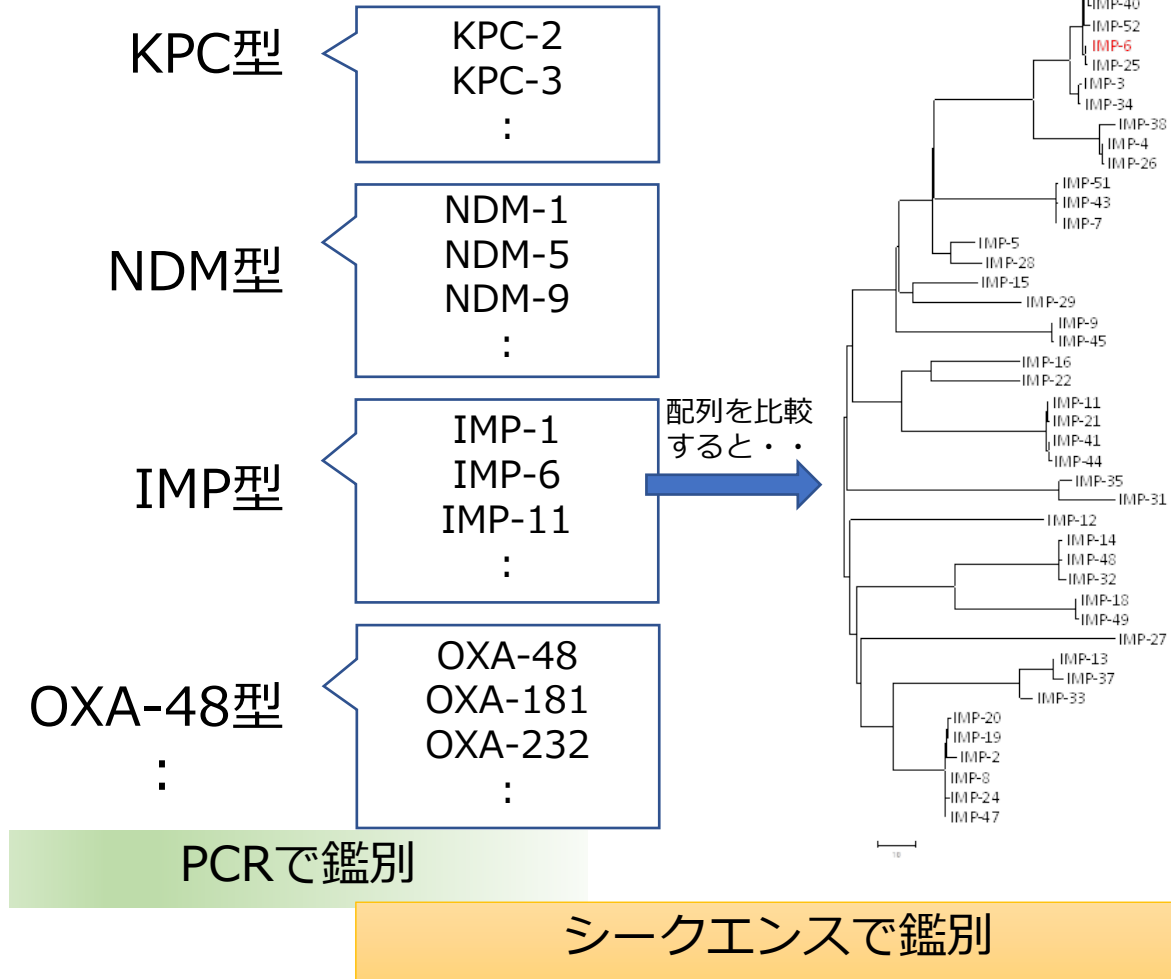 KPC型
KPC-2
KPC-3
:
NDM型
NDM-1
NDM-5
NDM-9
:
IMP型
IMP-1
IMP-6
IMP-11
:
OXA-48型
:
OXA-48
OXA-181
OXA-232
:
配列を比較
すると・・
IMP-40
IMP-52
IMP-6
IMP-25
IMP-3
IMP-34
IMP-38
IMP-4
IMP-26
IMP-51
IMP-43
IMP-7
IMP-5
IMP-28
IMP-15
IMP-29
IMP-9
IMP-45
IMP-16
IMP-22
IMP-11
IMP-21
IMP-41
IMP-44
IMP-35
IMP-31
IMP-12
IMP-14
IMP-48
IMP-32
IMP-18
IMP-49
IMP-27
IMP-13
IMP-37
IMP-33
IMP-20
IMP-19
IMP-2
IMP-8
IMP-24
IMP-47
10
PCRで鑑別
シークエンスで鑑別